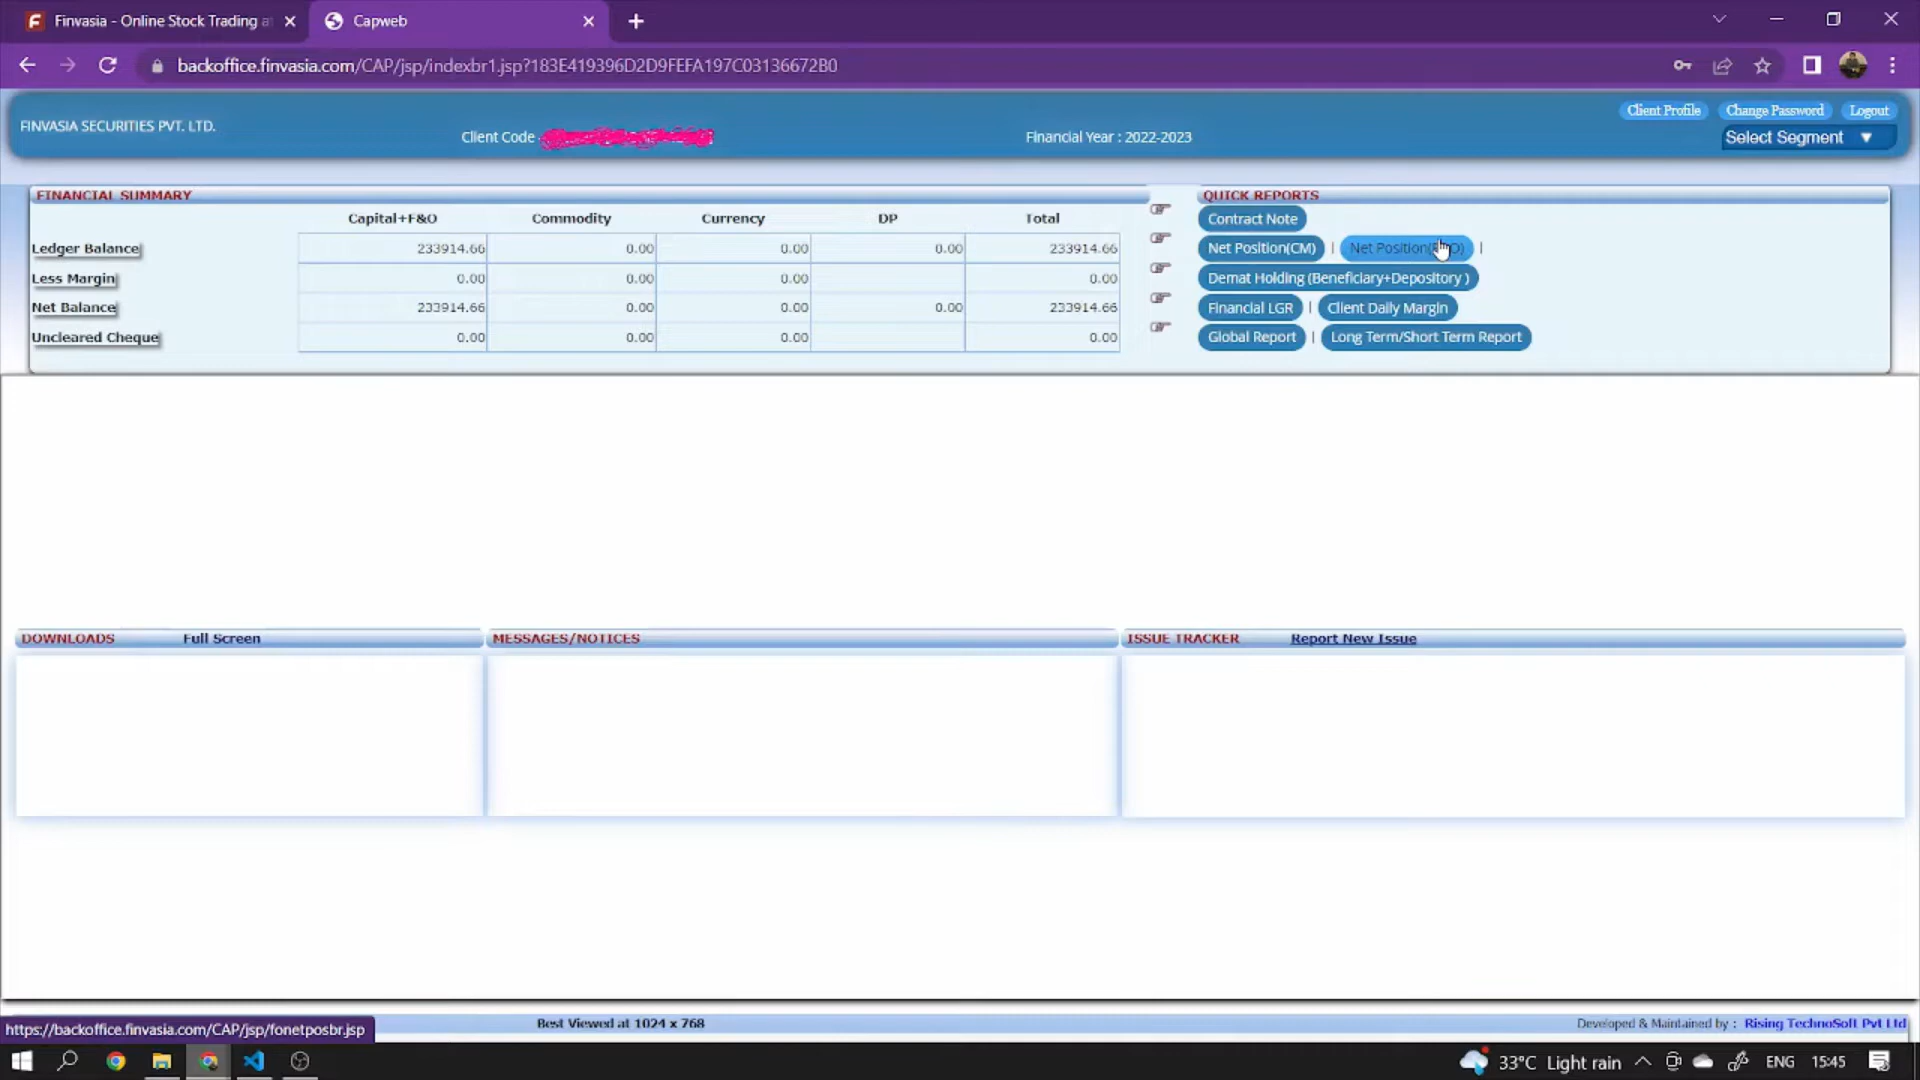 Finvasia - Online Stock Trading a
Capweb
backoffice.finvasia.com/CAP/jsp/indexbr1.jsp?183E419396D2D9FEFA197C03136672B0
FINVASIA SECURITIES PVT. LTD.
Client Code
Financial Year : 2022-2023
Client Profile Change Password Logout
Select Segment
FINANCIAL SUMMARY
Capital+F&O Commodity Currency DP Total
Ledger Balance 233914.66 0.00 0.00 0.00 233914.66
Less Margin 0.00 0.00 0.00 0.00
Net Balance 233914.66 0.00 0.00 0.00 233914.66
Uncleared Cheque 0.00 0.00 0.00 0.00
QUICK REPORTS
Contract Note
Net Position(CM) | Net Position( O) |
Demat Holding (Beneficiary+Depository )
Financial LGR | Client Daily Margin
Global Report | Long Term/Short Term Report
DOWNLOADS Full Screen
MESSAGES/NOTICES
ISSUE TRACKER Report New Issue
https://backoffice.finvasia.com/CAP/jsp/fonetposbr.jsp
Best Viewed at 1024 x 768
Developed & Maintained by : Rising TechnoSoft Pvt Ltd
33°C Light rain ENG 15:45